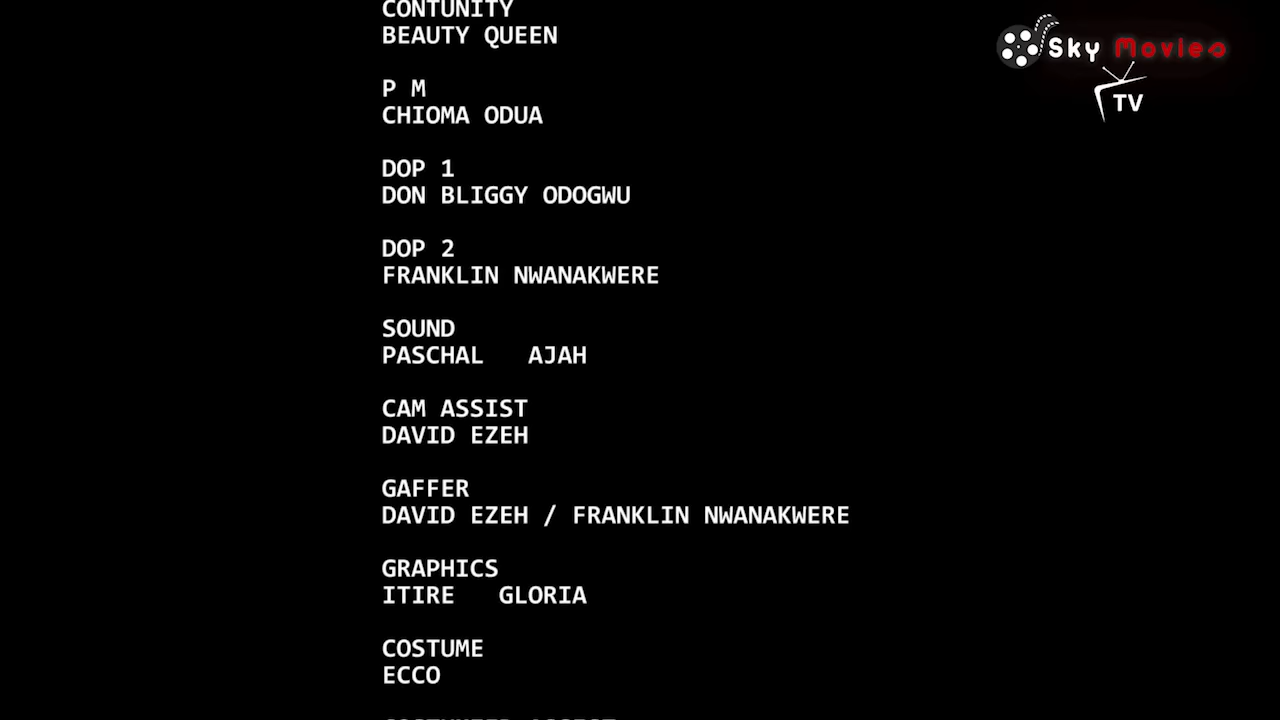 CONTUNITY
BEAUTY QUEEN
P M
CHIOMA ODUA
DOP 1
DON BLIGGY ODOGWU
DOP 2
FRANKLIN NWANAKWERE
SOUND
PASCHAL   AJAH
CAM ASSIST
DAVID EZEH
GAFFER
DAVID EZEH / FRANKLIN NWANAKWERE
GRAPHICS
ITIRE   GLORIA
COSTUME
ECCO
Sky Movies
TV